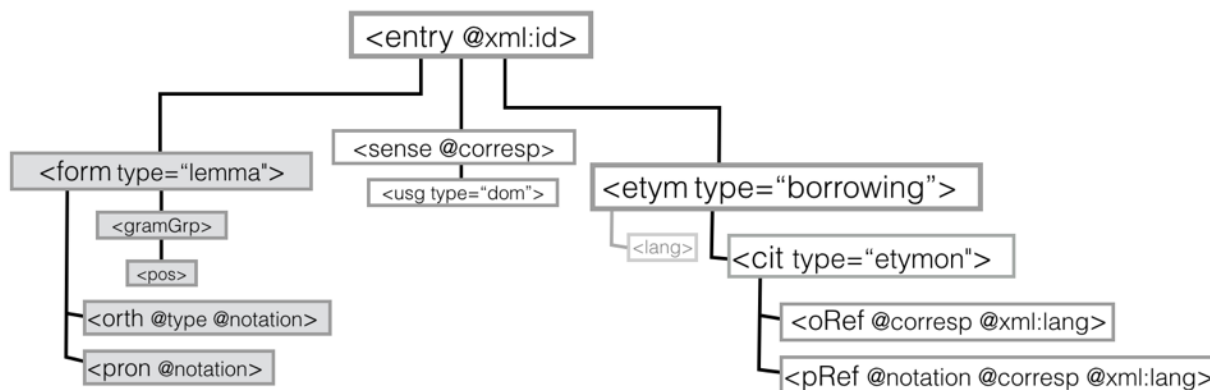 <entry @xml:id>
<form type=“lemma">
<gramGrp>
<pos>
<orth @type @notation>
<pron @notation>
<sense @corresp>
<usg type=“dom”>
<etym type=“borrowing”>
<lang>
<cit type=“etymon">
<oRef @corresp @xml:lang>
<pRef @notation @corresp @xml:lang>